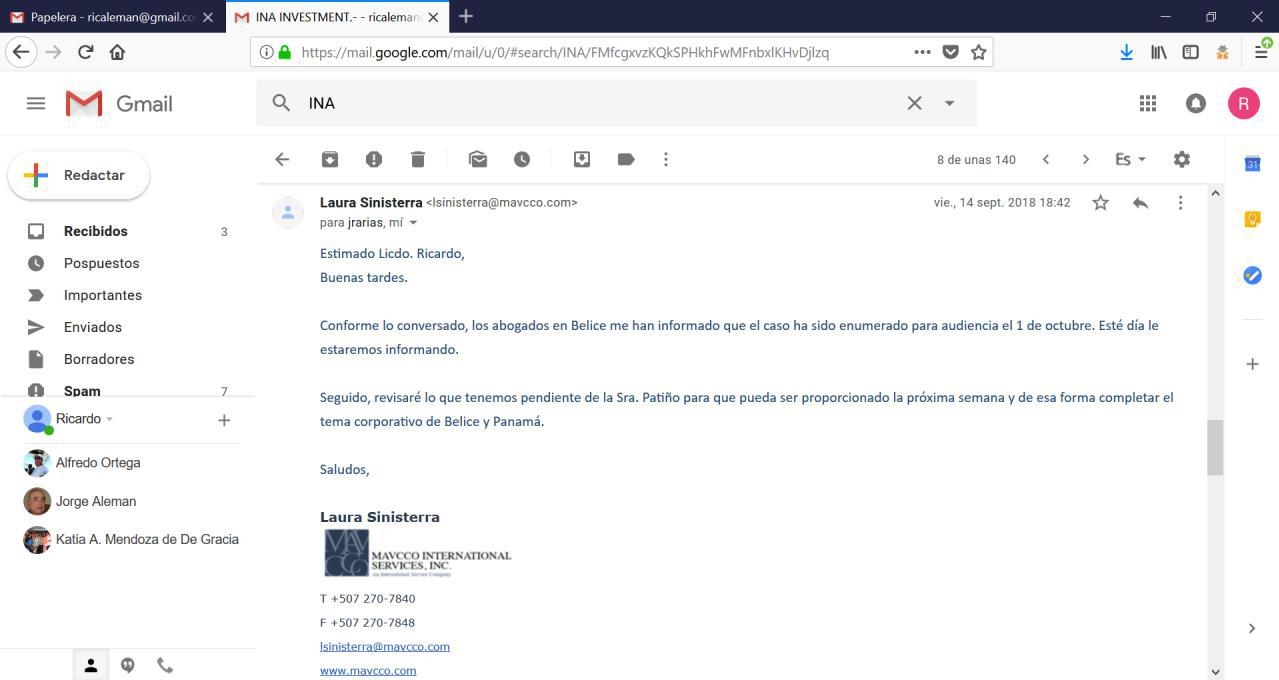 Papelera - ricaleman@gmail.co
INA INVESTMENT.- - ricaleman
https://mail.google.com/mail/u/0/#search/INA/FMfcgxvzKQkSPHkhFwMFnbxlKHvDjlzq
Gmail
INA
R
Redactar
8 de unas 140
Es
31
Recibidos 3
Pospuestos
Importantes
Enviados
Borradores
Spam 7
Ricardo
Alfredo Ortega
Jorge Aleman
Katia A. Mendoza de De Gracia
Laura Sinisterra <lsinisterra@mavcco.com>
vie., 14 sept. 2018 18:42
para jrarias, mí
Estimado Licdo. Ricardo,
Buenas tardes.
Conforme lo conversado, los abogados en Belice me han informado que el caso ha sido enumerado para audiencia el 1 de octubre. Esté día le
estaremos informando.
Seguido, revisaré lo que tenemos pendiente de la Sra. Patiño para que pueda ser proporcionado la próxima semana y de esa forma completar el
tema corporativo de Belice y Panamá.
Saludos,
Laura Sinisterra
MAV
CCO
MAVCCO INTERNATIONAL
SERVICES, INC.
An International Service Company
T +507 270-7840
F +507 270-7848
lsinisterra@mavcco.com
www.mavcco.com